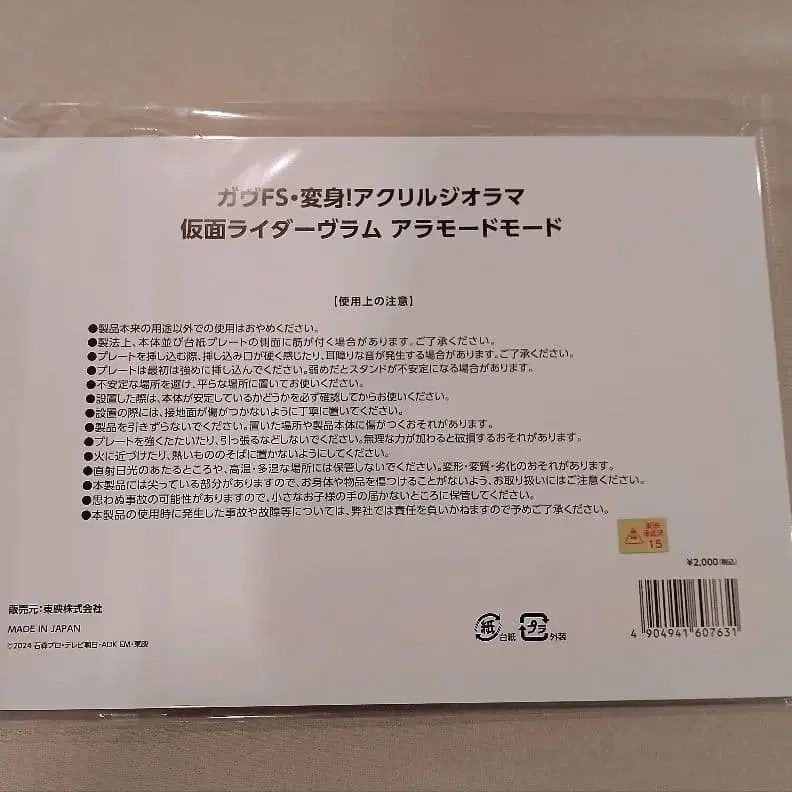 ガヴFS・変身!アクリルジオラマ
仮面ライダーヴラム アラモードモード
【使用上の注意】
●製品本来の用途以外での使用はおやめください。
●製法上、本体並び台紙プレートの側面に筋が付く場合があります。ご了承ください。
●プレートを挿し込む際、挿し込み口が硬く感じたり、耳障りな音が発生する場合があります。ご了承ください。
●プレートは最初は強めに挿し込んでください。弱めだとスタンドが不安定になる場合があります。
●不安定な場所を避け、平らな場所に置いてお使いください。
●設置した際は、本体が安定しているかどうかを必ず確認してからお使いください。
●設置の際には、接地面が傷がつかないように丁寧に置いてください。
●製品を引きずらないでください。置いた場所や製品本体に傷がつくおそれがあります。
●プレートを強くたたいたり、引っ張るなどしないでください。無理な力が加わると破損するおそれがあります。
●火に近づけたり、熱いもののそばに置かないようにしてください。
●直射日光のあたるところや、高温・多湿な場所には保管しないでください。変形・変質・劣化のおそれがあります。
●本製品には尖っている部分がありますので、お身体や物品を傷つけることがないよう、お取り扱いにはご注意ください。
●思わぬ事故の可能性がありますので、小さなお子様の手の届かないところに保管してください。
●本製品の使用時に発生した事故や故障等については、弊社では責任を負いかねますので予めご了承ください。
15
¥2,000(税込)
販売元:東映株式会社
MADE IN JAPAN
©2024 石森プロ・テレビ朝日・ADK EM・東映
紙 台紙 プラ 外装
4 904941 607631